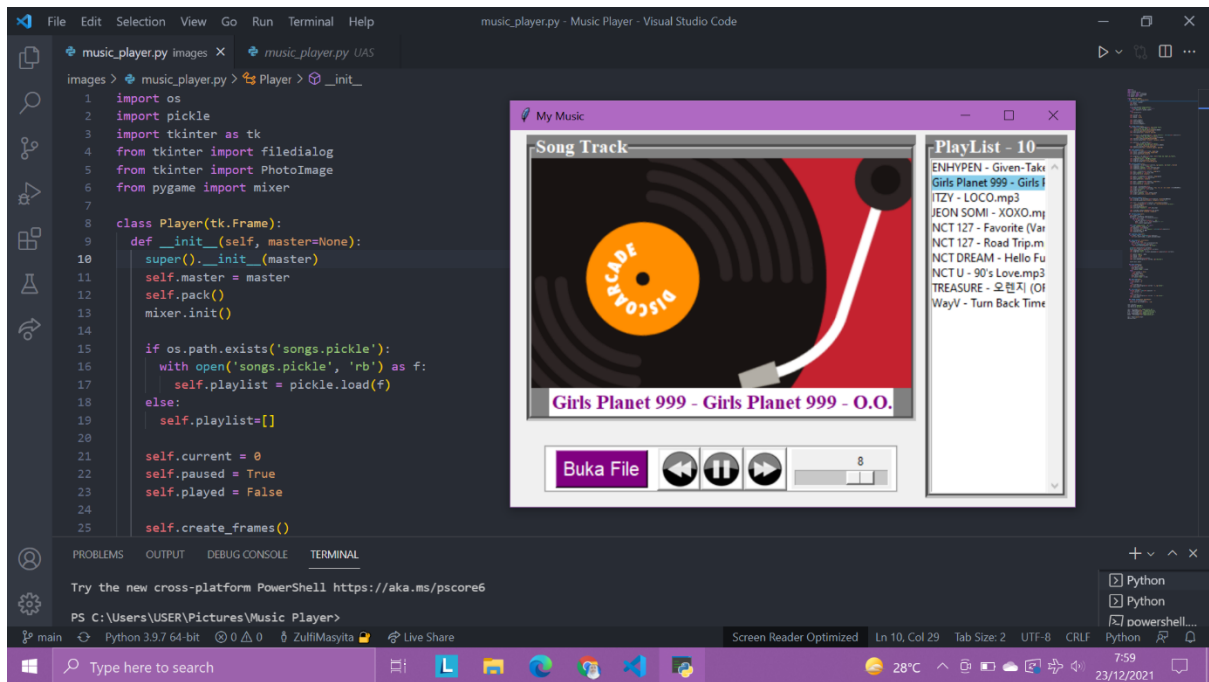 File Edit Selection View Go Run Terminal Help music_player.py - Music Player - Visual Studio Code
music_player.py images music_player.py UAS
images > music_player.py > Player > __init__
1 import os
2 import pickle
3 import tkinter as tk
4 from tkinter import filedialog
5 from tkinter import PhotoImage
6 from pygame import mixer
7
8 class Player(tk.Frame):
9 def __init__(self, master=None):
10 super().__init__(master)
11 self.master = master
12 self.pack()
13 mixer.init()
14
15 if os.path.exists('songs.pickle'):
16 with open('songs.pickle', 'rb') as f:
17 self.playlist = pickle.load(f)
18 else:
19 self.playlist=[]
20
21 self.current = 0
22 self.paused = True
23 self.played = False
24
25 self.create_frames()
My Music
Song Track
DISCOARCADE
Girls Planet 999 - Girls Planet 999 - O.O.
Buka File
8
PlayList - 10
ENHYPEN - Given-Take
Girls Planet 999 - Girls
ITZY - LOCO.mp3
JEON SOMI - XOXO.mp
NCT 127 - Favorite (Var
NCT 127 - Road Trip.m
NCT DREAM - Hello Fu
NCT U - 90's Love.mp3
TREASURE - 오렌지 (OR
WayV - Turn Back Time
PROBLEMS OUTPUT DEBUG CONSOLE TERMINAL
Try the new cross-platform PowerShell https://aka.ms/pscore6
PS C:\Users\USER\Pictures\Music Player>
Python
Python
powershell...
main Python 3.9.7 64-bit 0 0 ZulfiMasyita Live Share Screen Reader Optimized Ln 10, Col 29 Tab Size: 2 UTF-8 CRLF Python
Type here to search L 28°C 7:59
23/12/2021